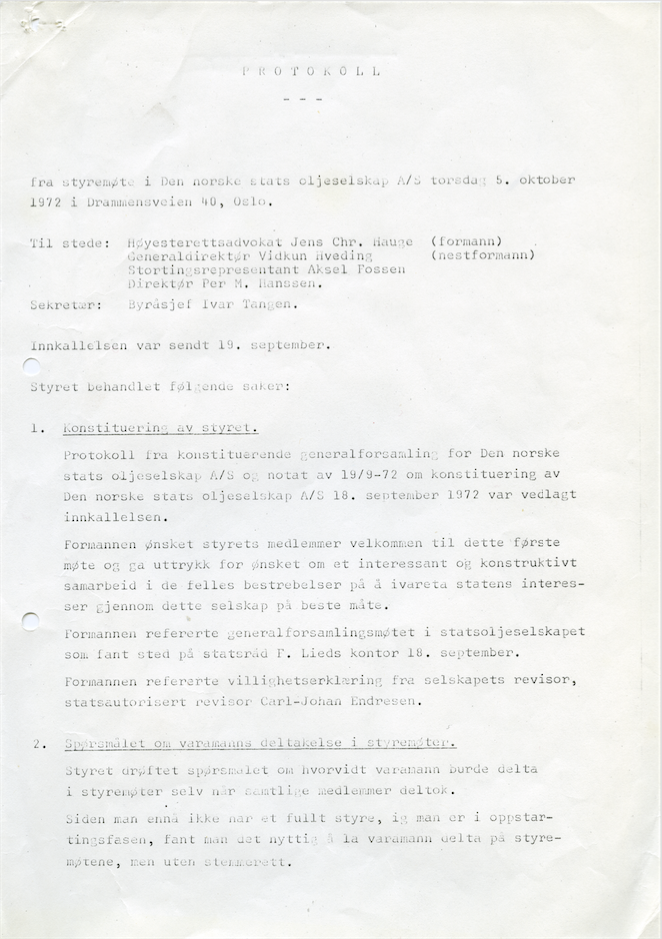 P R O T O K O L L
- - -
fra styremøte i Den norske stats oljeselskap A/S torsdag 5. oktober
1972 i Drammensveien 40, Oslo.
Til stede: Høyesterettsadvokat Jens Chr. Hauge (formann)
Generaldirektør Vidkun Hveding (nestformann)
Stortingsrepresentant Aksel Fossen
Direktør Per M. Hanssen.
Sekretær: Byråsjef Ivar Tangen.
Innkallelsen var sendt 19. september.
Styret behandlet følgende saker:
1. Konstituering av styret.
Protokoll fra konstituerende generalforsamling for Den norske
stats oljeselskap A/S og notat av 19/9-72 om konstituering av
Den norske stats oljeselskap A/S 18. september 1972 var vedlagt
innkallelsen.
Formannen ønsket styrets medlemmer velkommen til dette første
møte og ga uttrykk for ønsket om et interessant og konstruktivt
samarbeid i de felles bestrebelser på å ivareta statens interes-
ser gjennom dette selskap på beste måte.
Formannen refererte generalforsamlingsmøtet i statsoljeselskapet
som fant sted på statsråd F. Lieds kontor 18. september.
Formannen refererte villighetserklæring fra selskapets revisor,
statsautorisert revisor Carl-Johan Endresen.
2. Spørsmålet om varamanns deltakelse i styremøter.
Styret drøftet spørsmålet om hvorvidt varamann burde delta
i styremøter selv når samtlige medlemmer deltok.
Siden man ennå ikke har et fullt styre, ig man er i oppstar-
tingsfasen, fant man det nyttig å la varamann delta på styre-
møtene, men uten stemmerett.